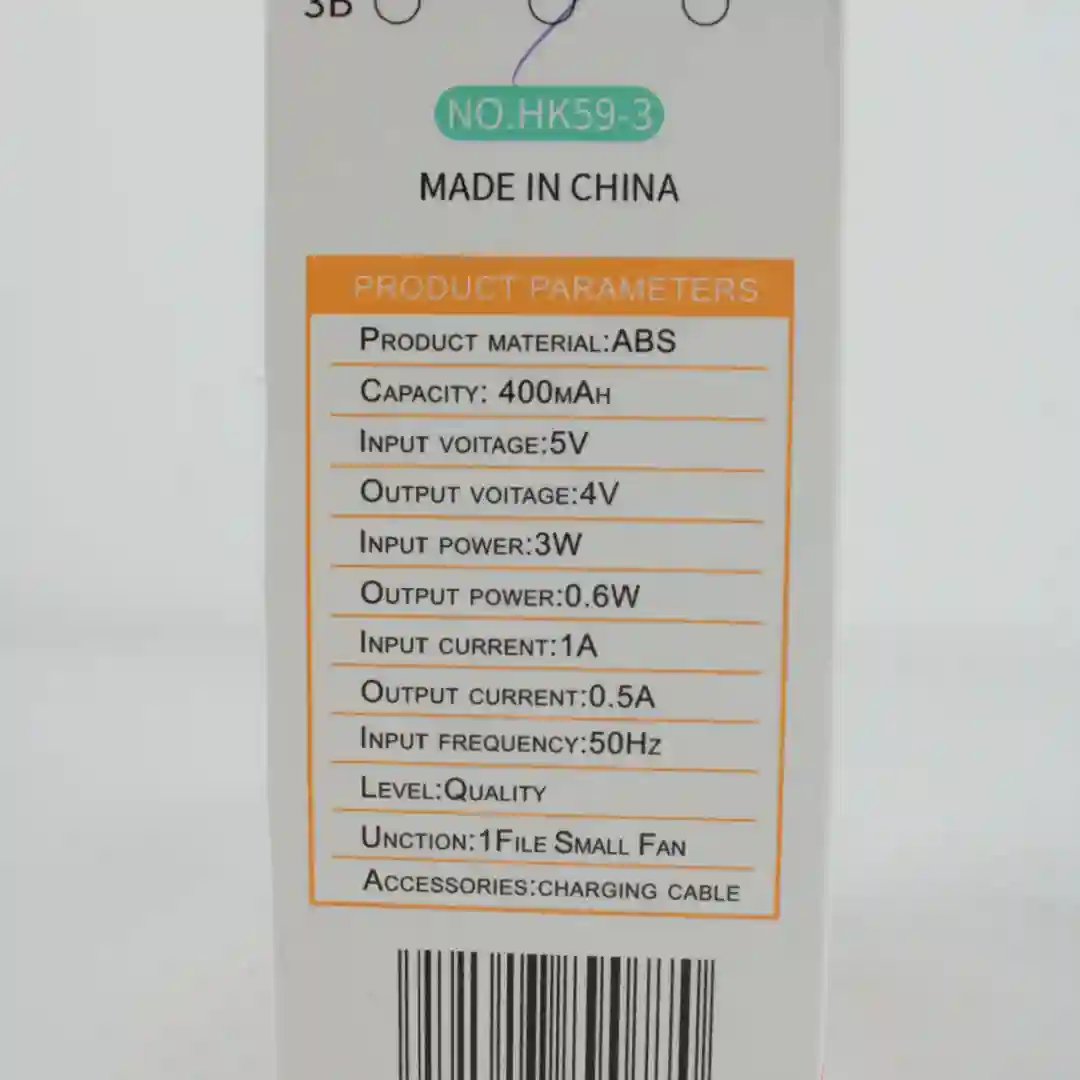 3B
NO.HK59-3
MADE IN CHINA
PRODUCT PARAMETERS
PRODUCT MATERIAL:ABS
CAPACITY: 400MAH
INPUT VOITAGE:5V
OUTPUT VOITAGE:4V
INPUT POWER:3W
OUTPUT POWER:0.6W
INPUT CURRENT:1A
OUTPUT CURRENT:0.5A
INPUT FREQUENCY:50HZ
LEVEL:QUALITY
UNCTION:1FILE SMALL FAN
ACCESSORIES:CHARGING CABLE